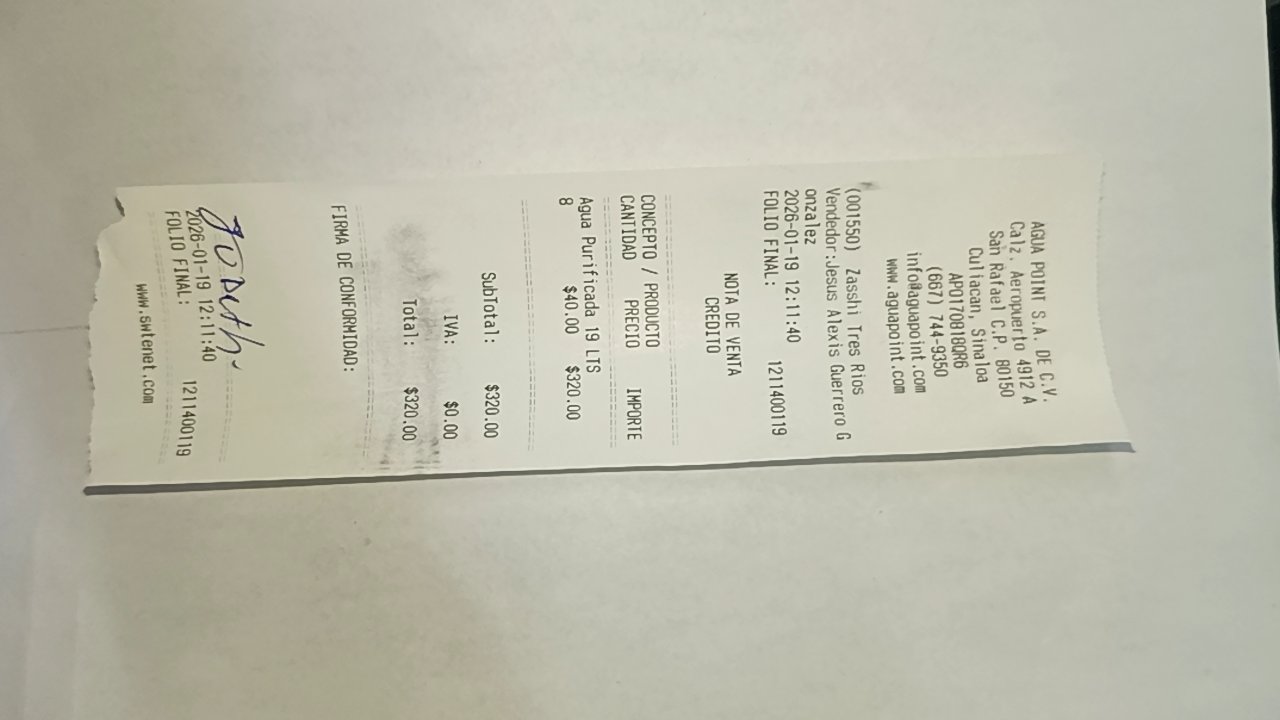 AGUA POINT S.A. DE C.V.
Calz. Aeropuerto 4912 A
San Rafael C.P. 80150
Culiacan, Sinaloa
APO170818QR6
(667) 744-9350
info@aguapoint.com
www.aguapoint.com
(001550) Zasshi Tres Rios
Vendedor:Jesus Alexis Guerrero G
onzalez
2026-01-19 12:11:40
FOLIO FINAL: 1211400119
NOTA DE VENTA
CREDITO
CONCEPTO / PRODUCTO
CANTIDAD PRECIO IMPORTE
Agua Purificada 19 LTS
8 $40.00 $320.00
SubTotal: $320.00
IVA: $0.00
Total: $320.00
FIRMA DE CONFORMIDAD:
2026-01-19 12:11:40
FOLIO FINAL: 1211400119
www.swtenet.com